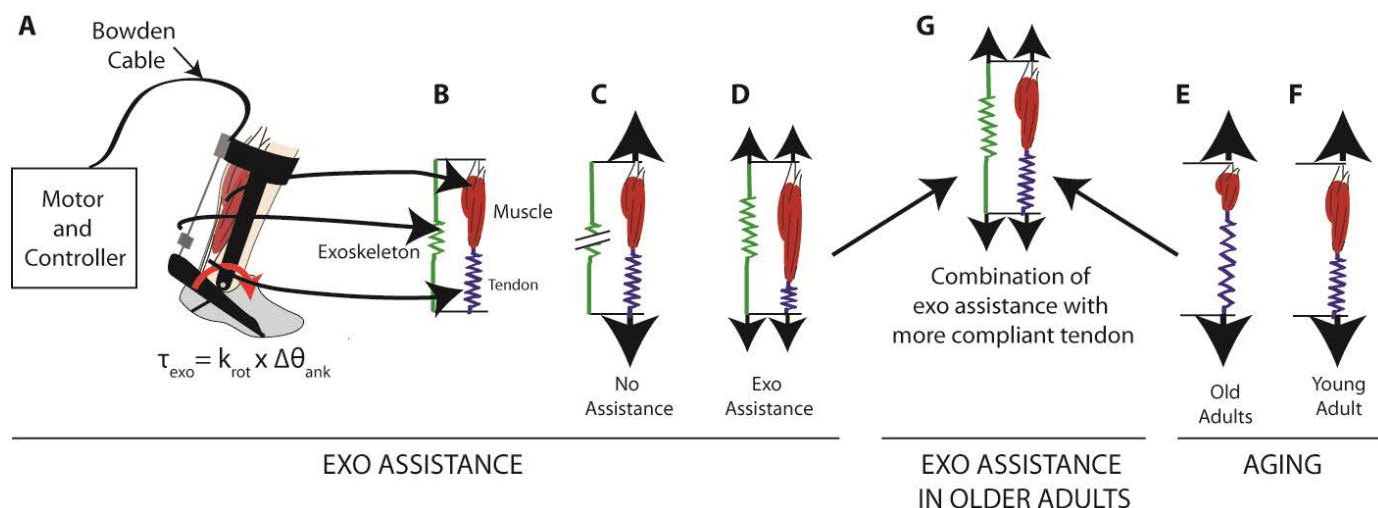 A
Bowden
Cable
Motor
and
Controller
τexo = krot x Δθank
B
Muscle
Exoskeleton
Tendon
C
No
Assistance
D
Exo
Assistance
EXO ASSISTANCE
G
Combination of
exo assistance with
more compliant tendon
EXO ASSISTANCE
IN OLDER ADULTS
E
Old
Adults
F
Young
Adult
AGING